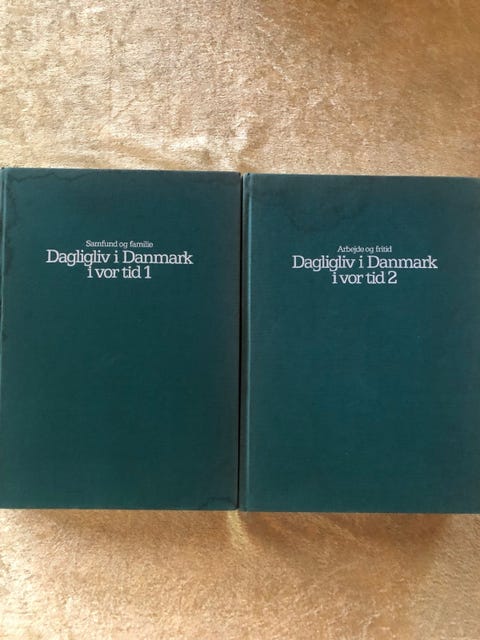 Samfund og familie
Dagligliv i Danmark
i vor tid 1
Arbejde og fritid
Dagligliv i Danmark
i vor tid 2